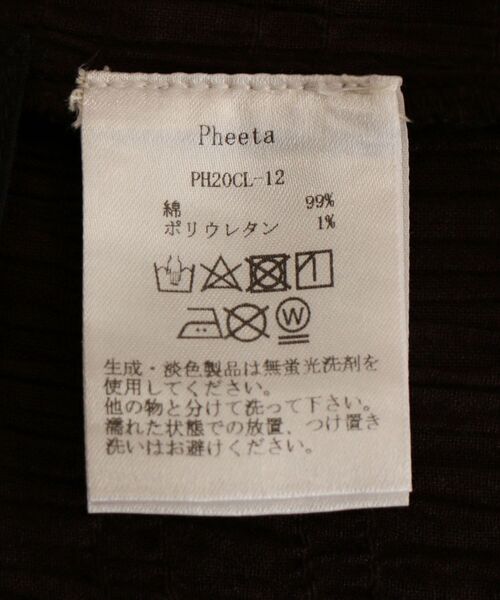 Pheeta
PH20CL-12
綿 99%
ポリウレタン 1%
W
生成・淡色製品は無蛍光洗剤を
使用してください。
他の物と分けて洗って下さい。
濡れた状態での放置、つけ置き
洗いはお避けください。